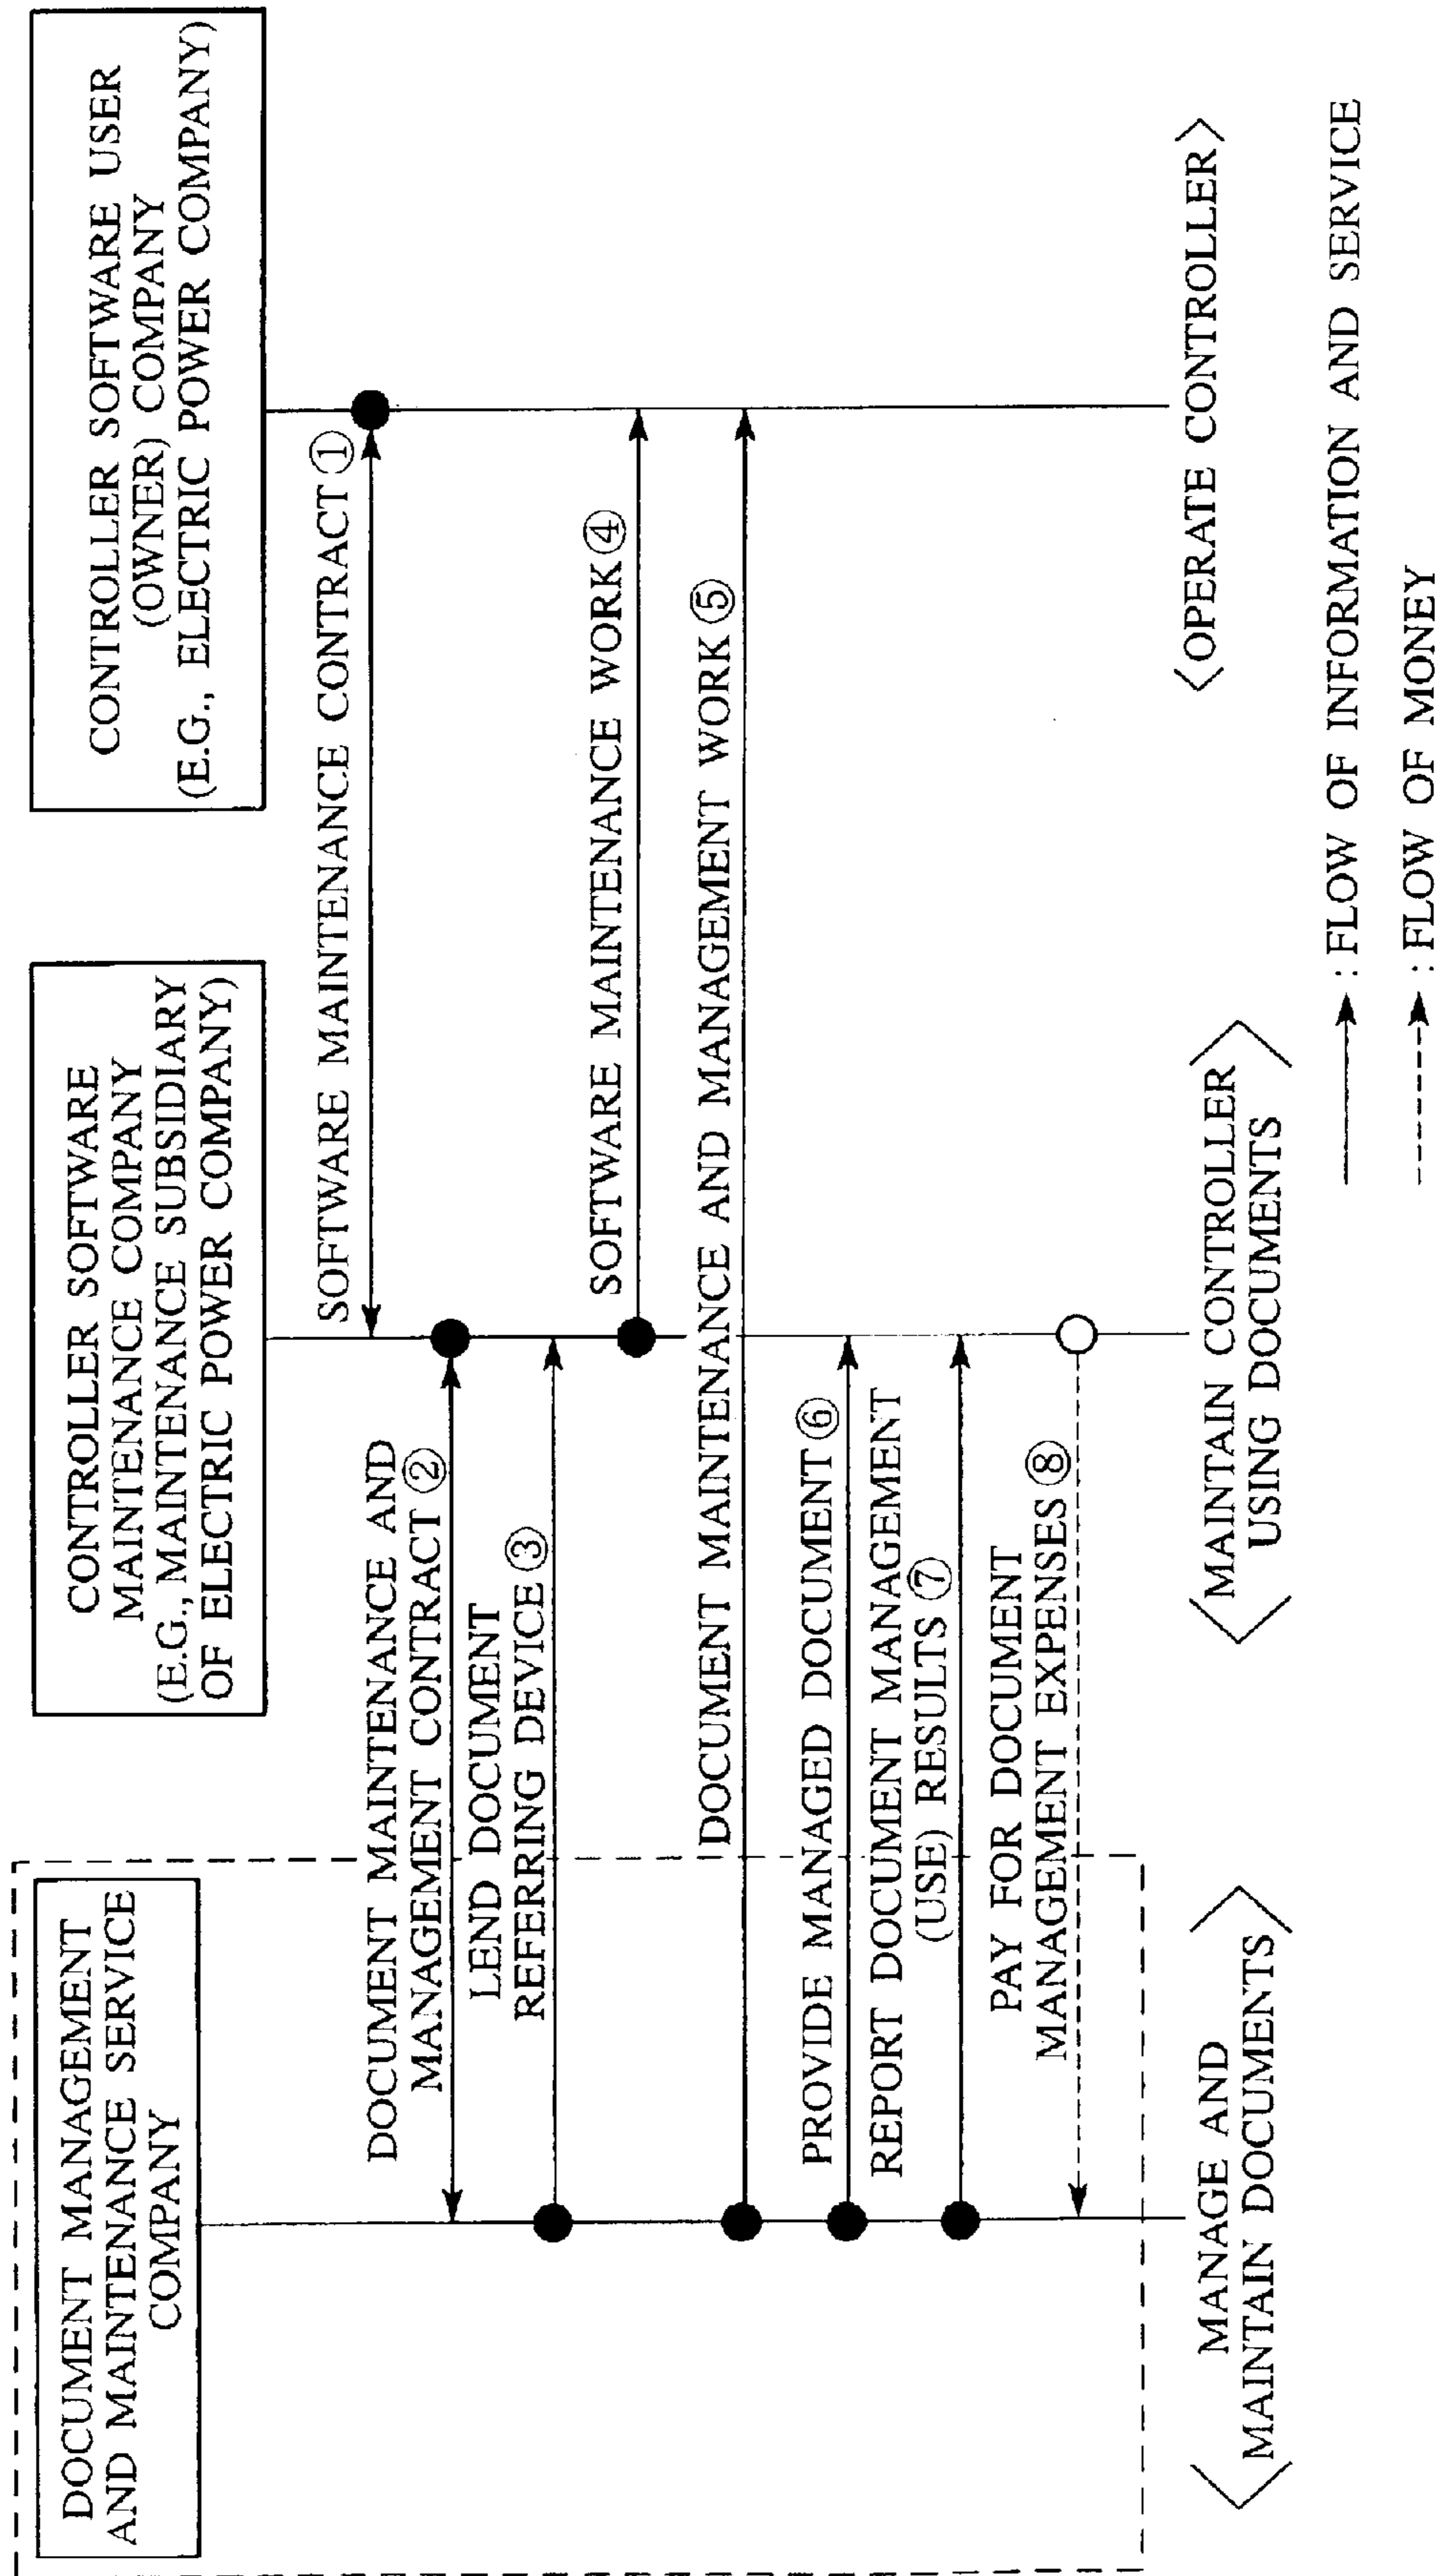 DOCUMENT MANAGEMENT
AND MAINTENANCE SERVICE
COMPANY
CONTROLLER SOFTWARE
MAINTENANCE COMPANY
(E.G., MAINTENANCE SUBSIDIARY
OF ELECTRIC POWER COMPANY)
CONTROLLER SOFTWARE USER
(OWNER) COMPANY
(E.G., ELECTRIC POWER COMPANY)
SOFTWARE MAINTENANCE CONTRACT ①
DOCUMENT MAINTENANCE AND
MANAGEMENT CONTRACT ②
LEND DOCUMENT
REFERRING DEVICE ③
SOFTWARE MAINTENANCE WORK ④
DOCUMENT MAINTENANCE AND MANAGEMENT WORK ⑤
PROVIDE MANAGED DOCUMENT ⑥
REPORT DOCUMENT MANAGEMENT
(USE) RESULTS ⑦
PAY FOR DOCUMENT
MANAGEMENT EXPENSES ⑧
MANAGE AND
MAINTAIN DOCUMENTS
MAINTAIN CONTROLLER
USING DOCUMENTS
〈OPERATE CONTROLLER〉
: FLOW OF INFORMATION AND SERVICE
: FLOW OF MONEY